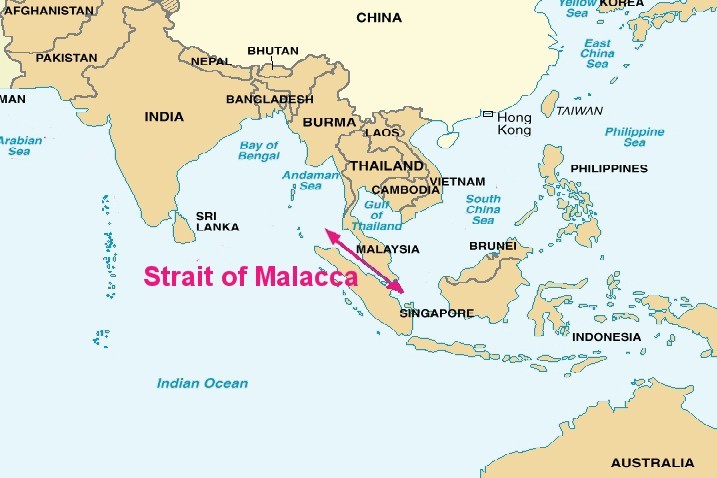 AFGHANISTAN
CHINA
Yellow
Sea
KOREA
East
China
Sea
PAKISTAN
NEPAL
BHUTAN
MAN
INDIA
BANGLADESH
BURMA
LAOS
Hong
Kong
TAIWAN
Arabian
Sea
Bay of
Bengal
THAILAND
Philippine
Sea
Andaman
Sea
CAMBODIA
VIETNAM
PHILIPPINES
Gulf
of
Thailand
South
China
Sea
SRI
LANKA
MALAYSIA
BRUNEI
Strait of Malacca
SINGAPORE
INDONESIA
Indian Ocean
AUSTRALIA